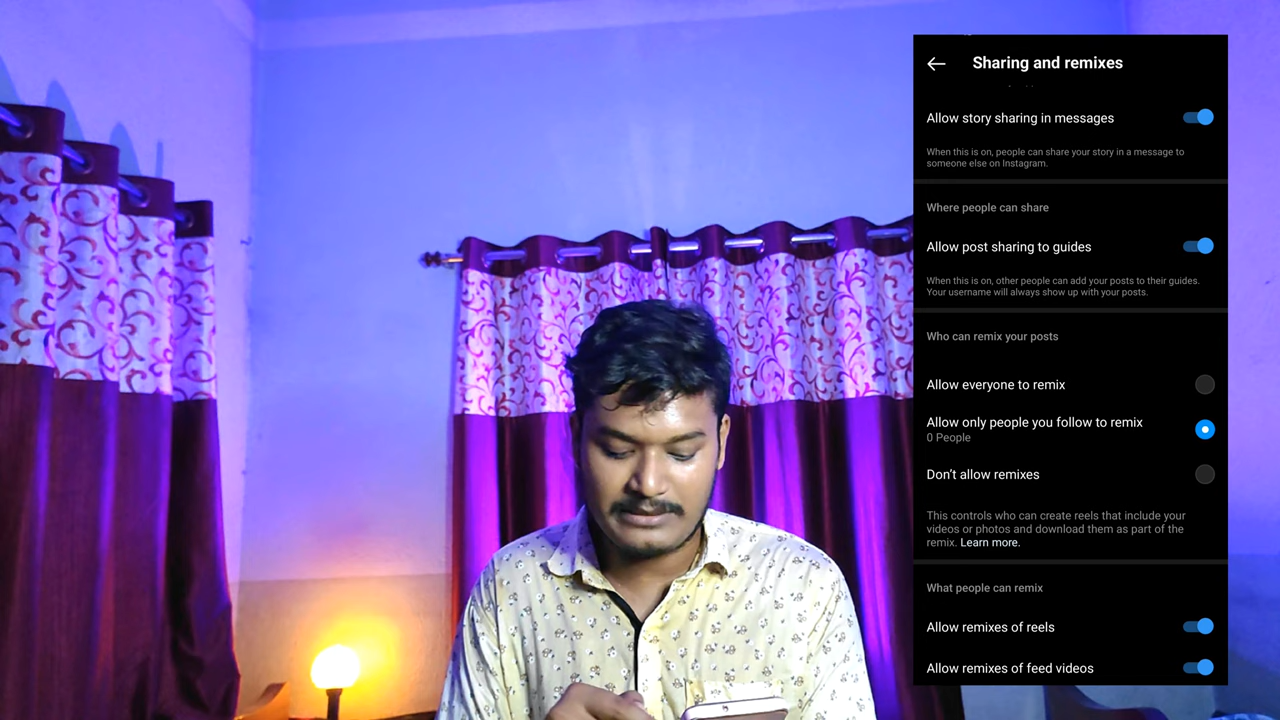 Sharing and remixes
Allow story sharing in messages
When this is on, people can share your story in a message to
someone else on Instagram.
Where people can share
Allow post sharing to guides
When this is on, other people can add your posts to their guides.
Your username will always show up with your posts.
Who can remix your posts
Allow everyone to remix
Allow only people you follow to remix
0 People
Don't allow remixes
This controls who can create reels that include your
videos or photos and download them as part of the
remix. Learn more.
What people can remix
Allow remixes of reels
Allow remixes of feed videos